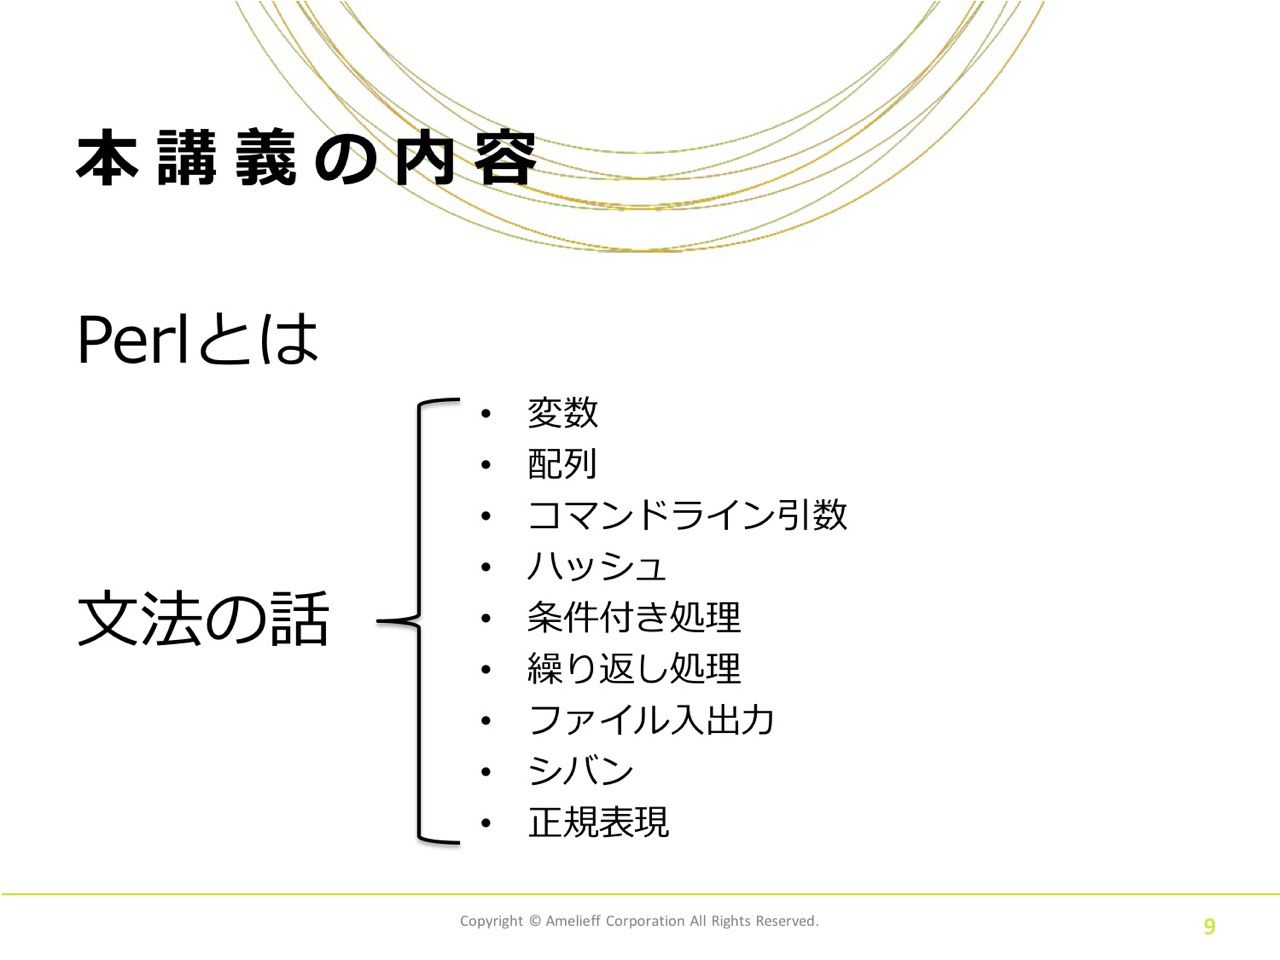 本講義の内容
Perlとは
文法の話
• 変数
• 配列
• コマンドライン引数
• ハッシュ
• 条件付き処理
• 繰り返し処理
• ファイル入出力
• シバン
• 正規表現
Copyright © Amelieff Corporation All Rights Reserved.
9